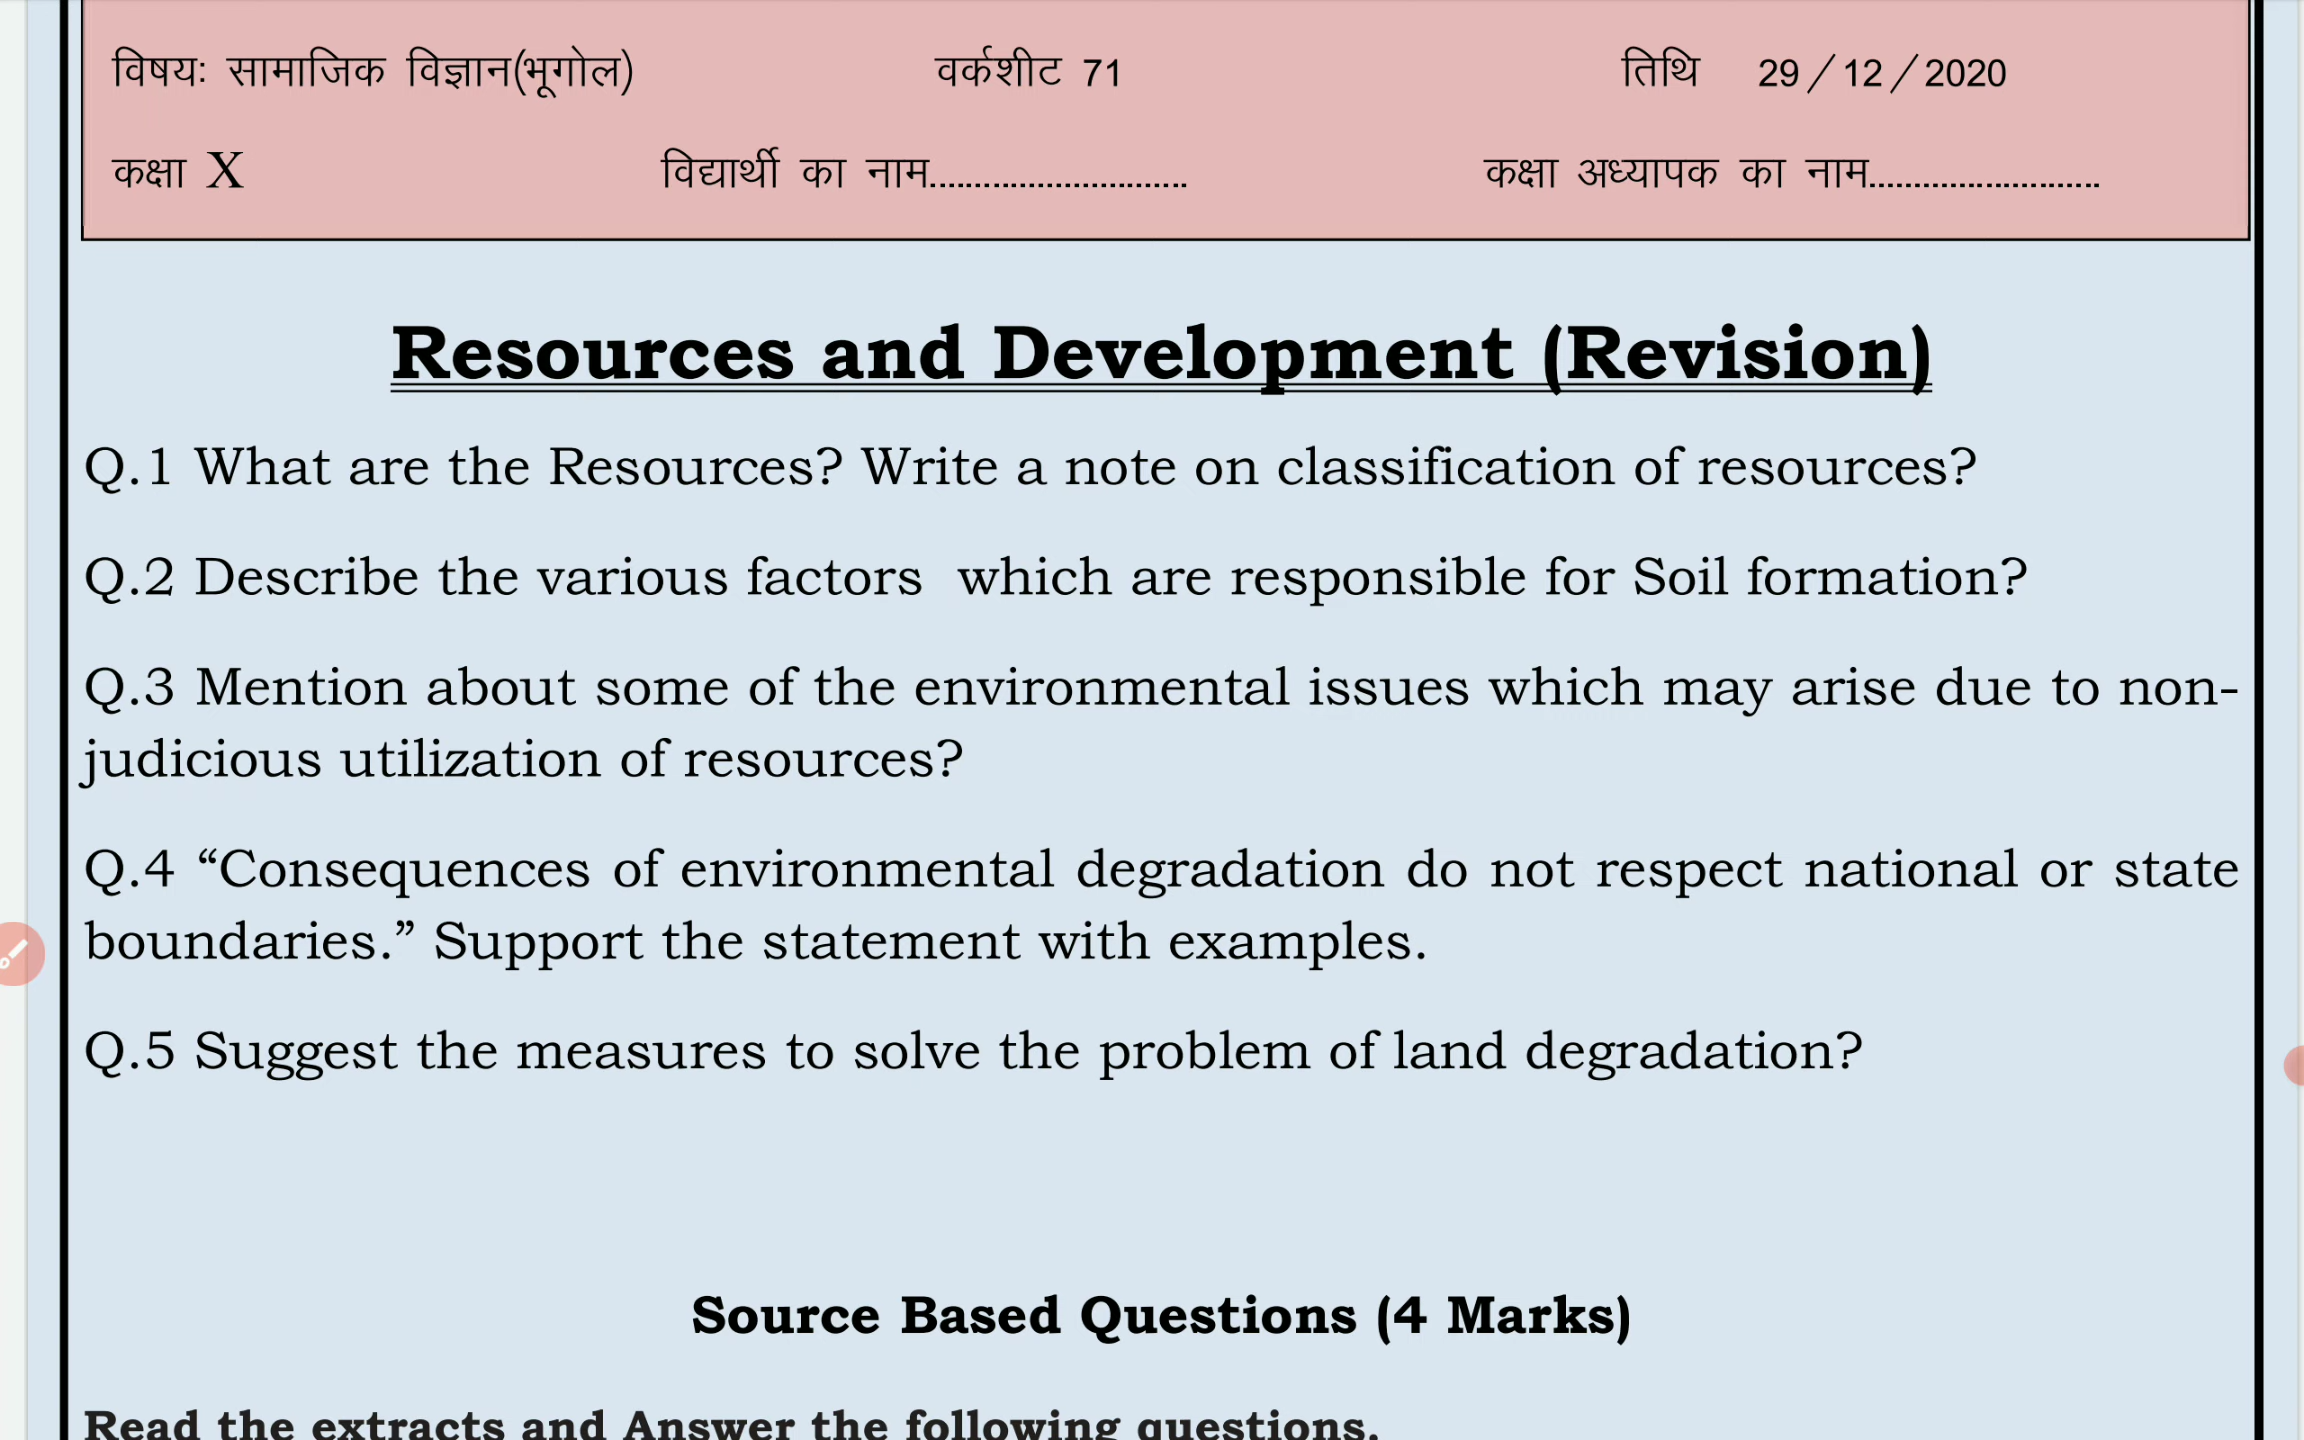 विषयः सामाजिक विज्ञान(भूगोल) वर्कशीट 71 तिथि 29/12/2020
कक्षा X विद्यार्थी का नाम............................ कक्षा अध्यापक का नाम.........................
Resources and Development (Revision)
Q.1 What are the Resources? Write a note on classification of resources?
Q.2 Describe the various factors which are responsible for Soil formation?
Q.3 Mention about some of the environmental issues which may arise due to non-
judicious utilization of resources?
Q.4 “Consequences of environmental degradation do not respect national or state
boundaries.” Support the statement with examples.
Q.5 Suggest the measures to solve the problem of land degradation?
Source Based Questions (4 Marks)
Read the extracts and Answer the following questions.